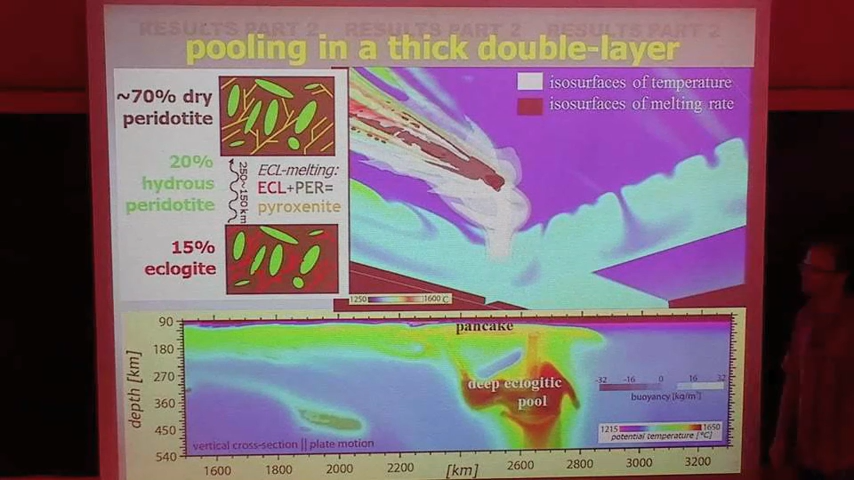 RESULTS PART 2 RESULTS PART 2 RESULTS PART 2
pooling in a thick double-layer
~70% dry
peridotite
20%
hydrous
peridotite
15%
eclogite
250~150 km
ECL-melting:
ECL+PER=
pyroxenite
isosurfaces of temperature
isosurfaces of melting rate
1250 1600 C
90
180
270
360
450
540
depth [km]
pancake
deep eclogitic
pool
-32 -16 0 16 32
buoyancy [kg/m³]
1215 1650
potential temperature [°C]
vertical cross-section || plate motion
1600 1800 2000 2200 [km] 2600 2800 3000 3200